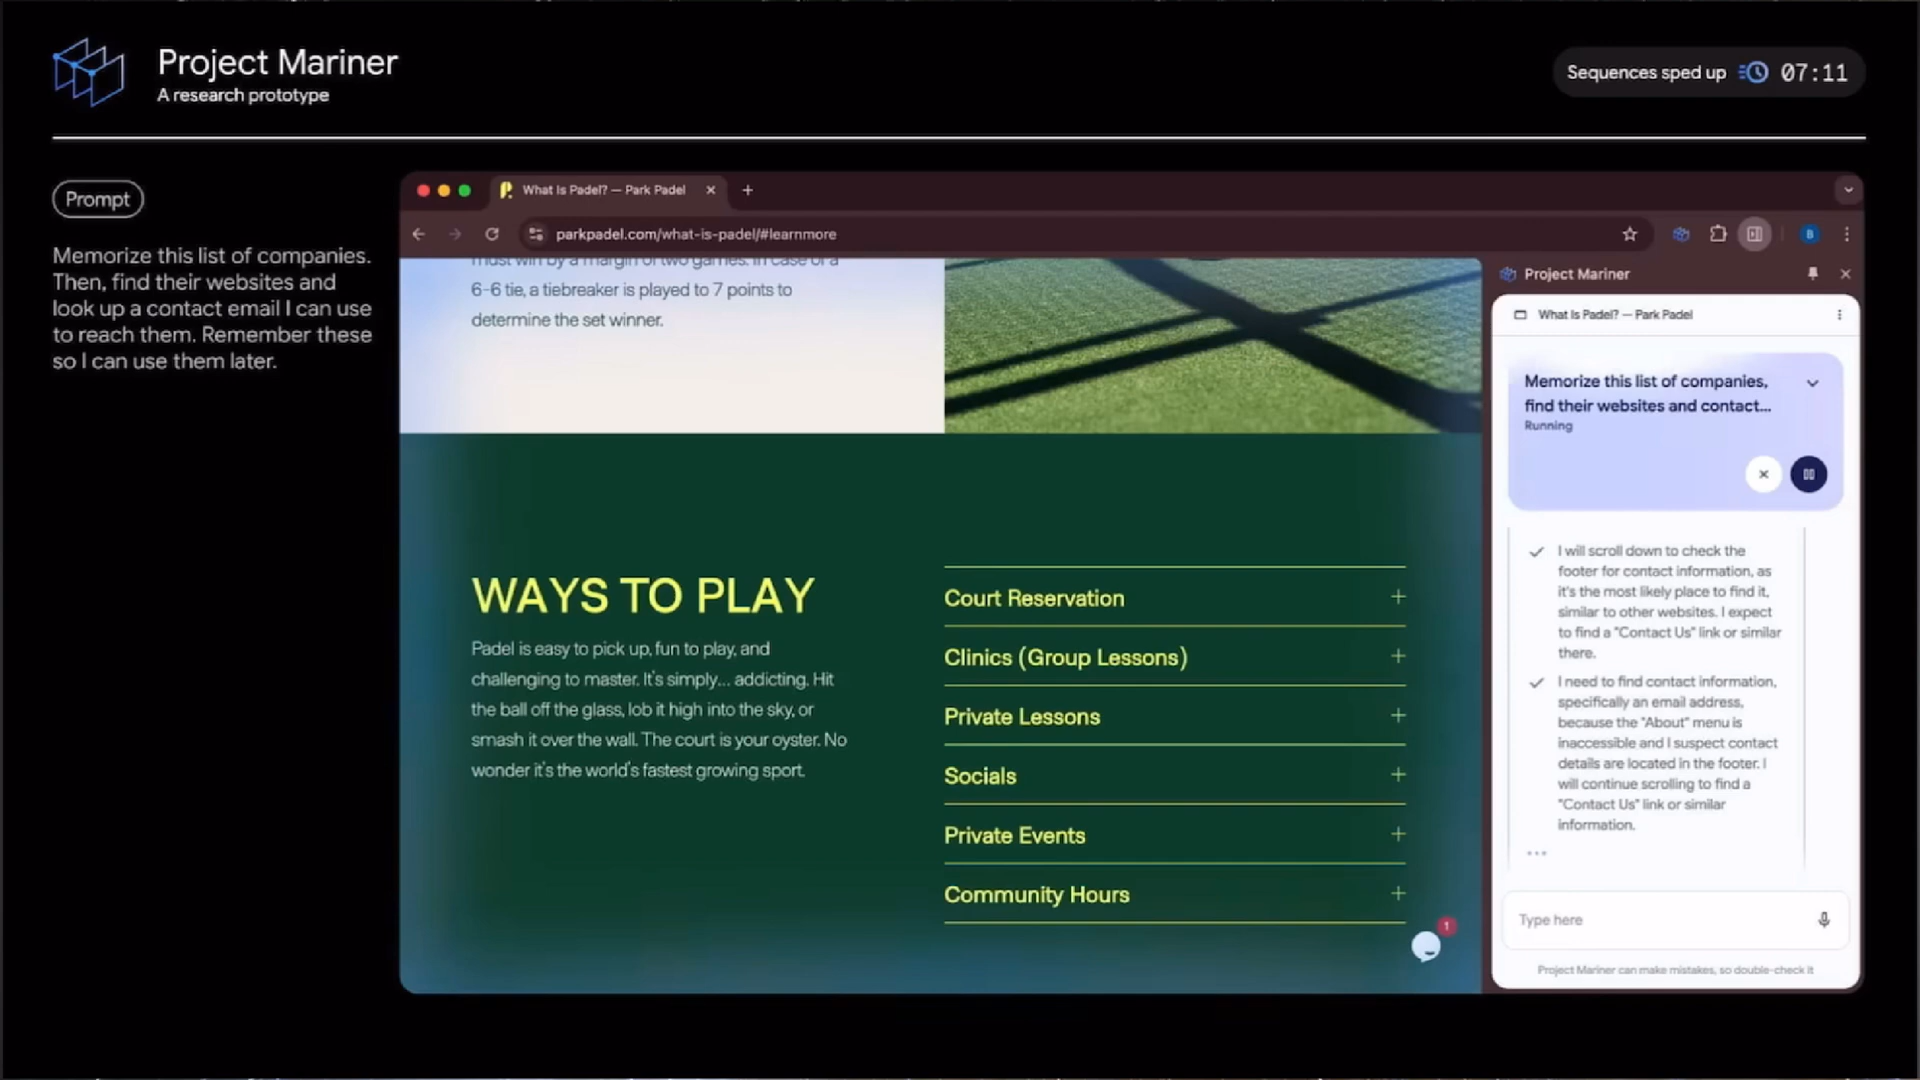 Project Mariner
A research prototype
Sequences sped up 07:11
Prompt
Memorize this list of companies.
Then, find their websites and
look up a contact email I can use
to reach them. Remember these
so I can use them later.
What Is Padel? — Park Padel
parkpadel.com/what-is-padel/#learnmore
B
must win by a margin of two games. In case of a
6-6 tie, a tiebreaker is played to 7 points to
determine the set winner.
WAYS TO PLAY
Padel is easy to pick up, fun to play, and
challenging to master. It's simply... addicting. Hit
the ball off the glass, lob it high into the sky, or
smash it over the wall. The court is your oyster. No
wonder it's the world's fastest growing sport.
Court Reservation +
Clinics (Group Lessons) +
Private Lessons +
Socials +
Private Events +
Community Hours +
1
Project Mariner
What Is Padel? — Park Padel
Memorize this list of companies,
find their websites and contact...
Running
I will scroll down to check the
footer for contact information, as
it's the most likely place to find it,
similar to other websites. I expect
to find a "Contact Us" link or similar
there.
I need to find contact information,
specifically an email address,
because the "About" menu is
inaccessible and I suspect contact
details are located in the footer. I
will continue scrolling to find a
"Contact Us" link or similar
information.
...
Type here
Project Mariner can make mistakes, so double-check it